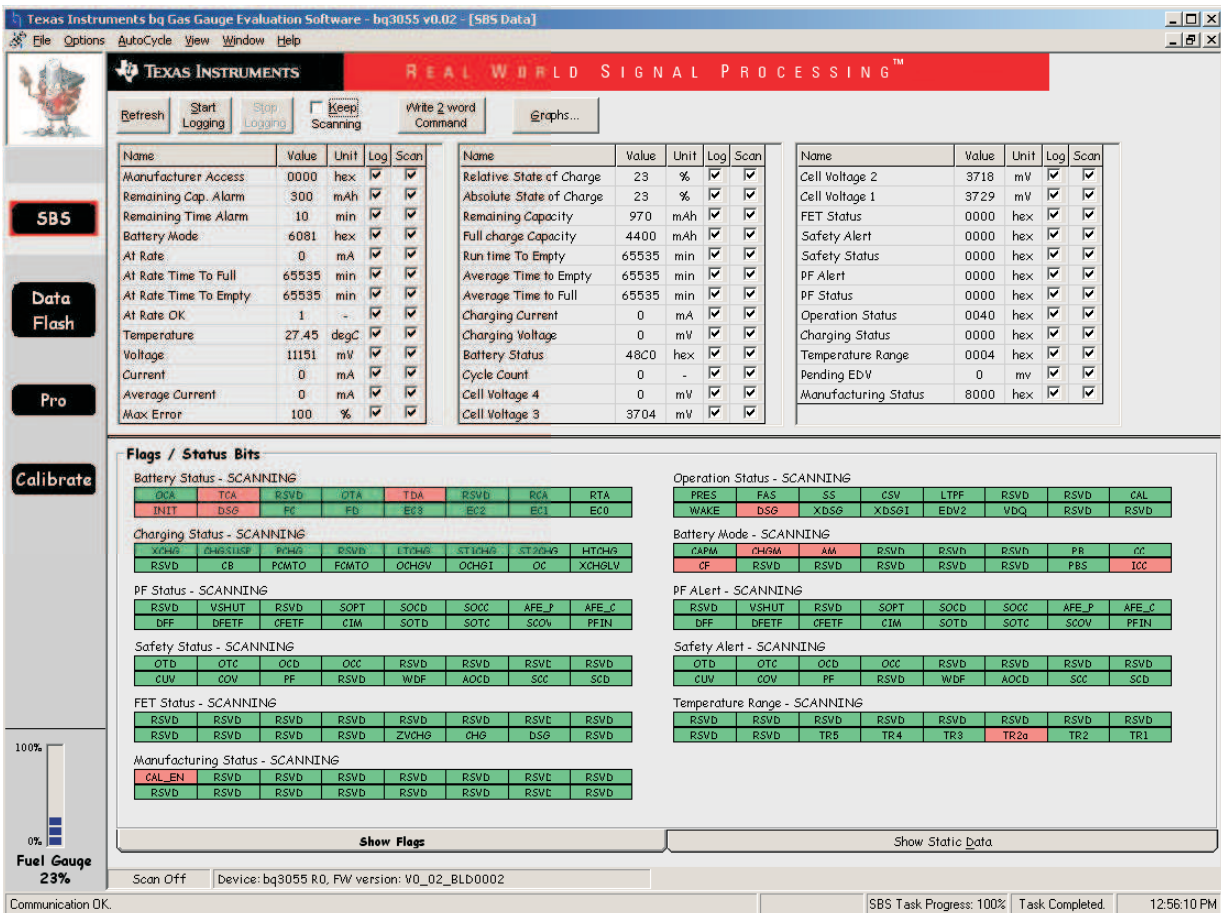 Texas Instruments bq Gas Gauge Evaluation Software - bq3055 v0.02 - [SBS Data]
File Options AutoCycle View Window Help
TEXAS INSTRUMENTS REAL WORLD SIGNAL PROCESSING™
Refresh Start Logging Stop Logging Keep Scanning Write 2 word Command Graphs...
SBS
Data Flash
Pro
Calibrate
Name Value Unit Log Scan
Manufacturer Access 0000 hex
Remaining Cap. Alarm 300 mAh
Remaining Time Alarm 10 min
Battery Mode 6081 hex
At Rate 0 mA
At Rate Time To Full 65535 min
At Rate Time To Empty 65535 min
At Rate OK 1 -
Temperature 27.45 degC
Voltage 11151 mV
Current 0 mA
Average Current 0 mA
Max Error 100 %
Name Value Unit Log Scan
Relative State of Charge 23 %
Absolute State of Charge 23 %
Remaining Capacity 970 mAh
Full charge Capacity 4400 mAh
Run time To Empty 65535 min
Average Time to Empty 65535 min
Average Time to Full 65535 min
Charging Current 0 mA
Charging Voltage 0 mV
Battery Status 48C0 hex
Cycle Count 0 -
Cell Voltage 4 0 mV
Cell Voltage 3 3704 mV
Name Value Unit Log Scan
Cell Voltage 2 3718 mV
Cell Voltage 1 3729 mV
FET Status 0000 hex
Safety Alert 0000 hex
Safety Status 0000 hex
PF Alert 0000 hex
PF Status 0000 hex
Operation Status 0040 hex
Charging Status 0000 hex
Temperature Range 0004 hex
Pending EDV 0 mv
Manufacturing Status 8000 hex
Flags / Status Bits
Battery Status - SCANNING
OCA TCA RSVD OTA TDA RSVD RCA RTA
INIT DSG FC FD EC3 EC2 EC1 EC0
Charging Status - SCANNING
XCHG CHGSUSP PCHG RSVD LTCHG ST1CHG ST2CHG HTCHG
RSVD CB PCMTO FCMTO OCHGV OCHGI OC XCHGLV
PF Status - SCANNING
RSVD VSHUT RSVD SOPT SOCD SOCC AFE_P AFE_C
DFF DFETF CFETF CIM SOTD SOTC SCOV PFIN
Safety Status - SCANNING
OTD OTC OCD OCC RSVD RSVD RSVD RSVD
CUV COV PF RSVD WDF AOCD SCC SCD
FET Status - SCANNING
RSVD RSVD RSVD RSVD RSVD RSVD RSVD RSVD
RSVD RSVD RSVD RSVD ZVCHG CHG DSG RSVD
Manufacturing Status - SCANNING
CAL_EN RSVD RSVD RSVD RSVD RSVD RSVD RSVD
RSVD RSVD RSVD RSVD RSVD RSVD RSVD RSVD
Operation Status - SCANNING
PRES FAS SS CSV LTPF RSVD RSVD CAL
WAKE DSG XDSG XDSGI EDV2 VDQ RSVD RSVD
Battery Mode - SCANNING
CAPM CHGM AM RSVD RSVD RSVD PB CC
CF RSVD RSVD RSVD RSVD RSVD PBS ICC
PF ALert - SCANNING
RSVD VSHUT RSVD SOPT SOCD SOCC AFE_P AFE_C
DFF DFETF CFETF CIM SOTD SOTC SCOV PFIN
Safety Alert - SCANNING
OTD OTC OCD OCC RSVD RSVD RSVD RSVD
CUV COV PF RSVD WDF AOCD SCC SCD
Temperature Range - SCANNING
RSVD RSVD RSVD RSVD RSVD RSVD RSVD RSVD
RSVD RSVD TR5 TR4 TR3 TR2a TR2 TR1
100%
0%
Fuel Gauge
23%
Show Flags Show Static Data
Scan Off Device: bq3055 R0, FW version: V0_02_BLD0002
Communication OK. SBS Task Progress: 100% Task Completed. 12:56:10 PM